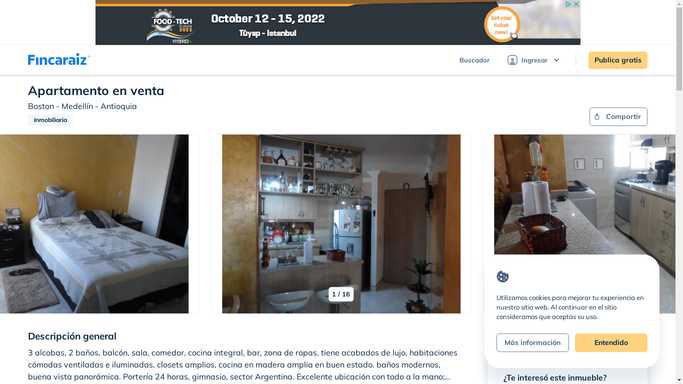 FOOD-TECH
October 12 - 15, 2022
Tüyap - Istanbul
Get your ticket now!
Fincaraíz
Buscador
Ingresar
Publica gratis
Apartamento en venta
Boston - Medellín - Antioquia
Inmobiliaria
Compartir
1 / 16
Utilizamos cookies para mejorar tu experiencia en
nuestro sitio web. Al continuar en el sitio
consideramos que aceptas su uso.
Más información
Entendido
Descripción general
3 alcobas, 2 baños, balcón, sala, comedor, cocina integral, bar, zona de ropas, tiene acabados de lujo, habitaciones
cómodas ventiladas e iluminadas, closets amplios, cocina en madera amplia en buen estado, baños modernos,
buena vista panorámica. Portería 24 horas, gimnasio, sector Argentina. Excelente ubicación con todo a la mano;...
¿Te interesó este inmueble?